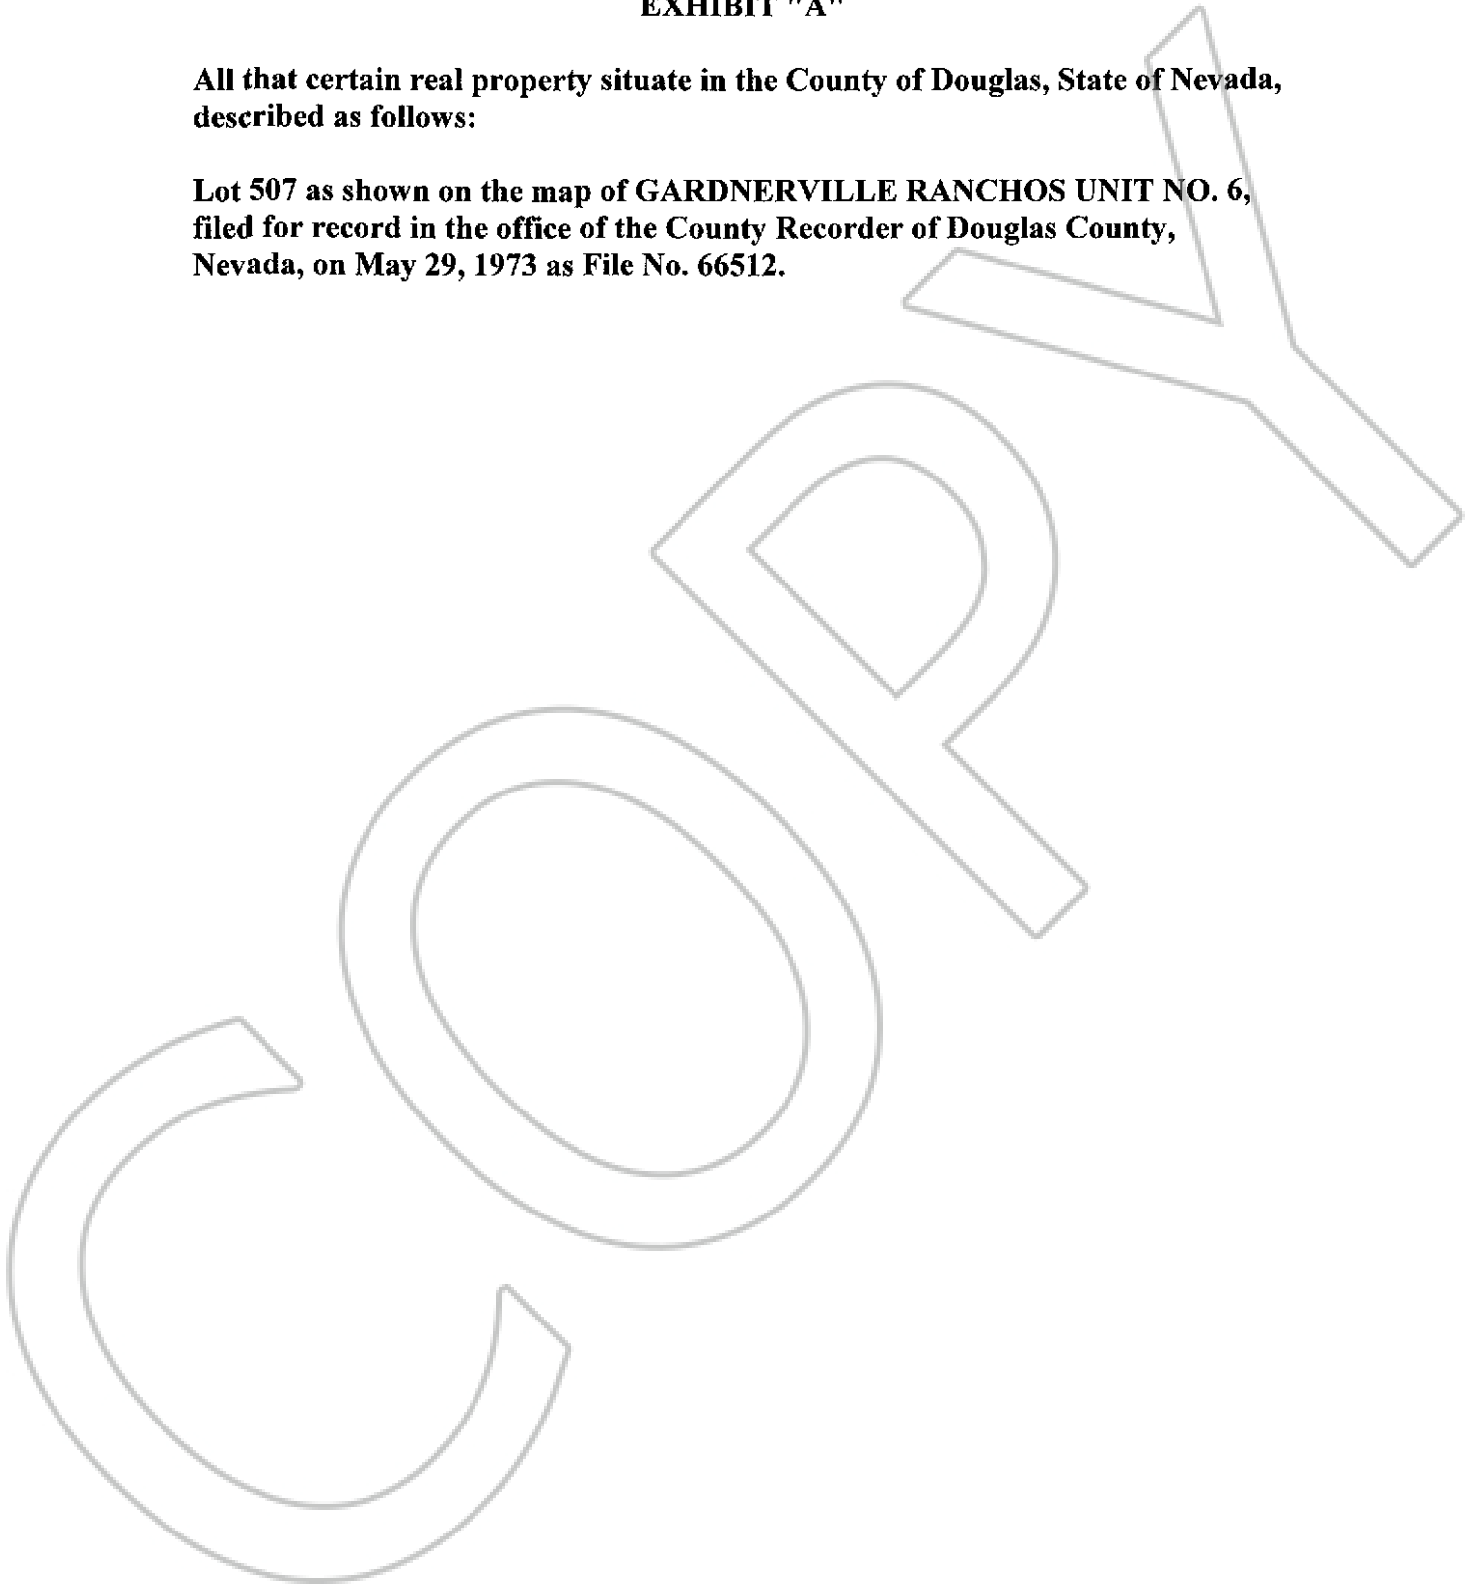 EXHIBIT "A"
All that certain real property situate in the County of Douglas, State of Nevada,
described as follows:
Lot 507 as shown on the map of GARDNERVILLE RANCHOS UNIT NO. 6,
filed for record in the office of the County Recorder of Douglas County,
Nevada, on May 29, 1973 as File No. 66512.
COPY